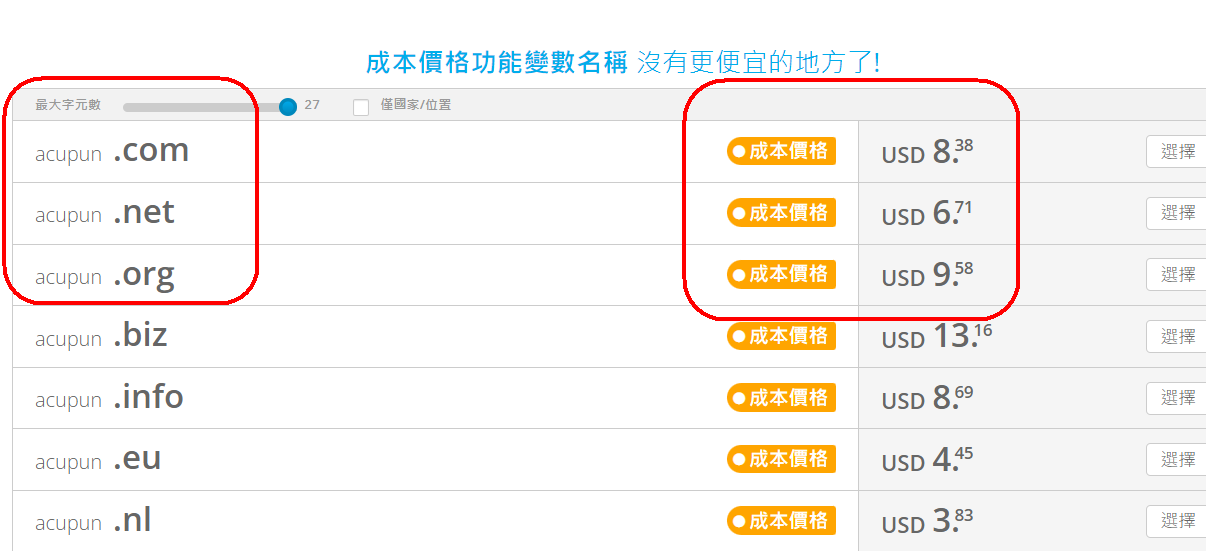 成本價格功能變數名稱 沒有更便宜的地方了!
最大字元數 27 僅國家/位置
acupun .com 成本價格 USD 8.38 選擇
acupun .net 成本價格 USD 6.71 選擇
acupun .org 成本價格 USD 9.58 選擇
acupun .biz 成本價格 USD 13.16 選擇
acupun .info 成本價格 USD 8.69 選擇
acupun .eu 成本價格 USD 4.45 選擇
acupun .nl 成本價格 USD 3.83 選擇